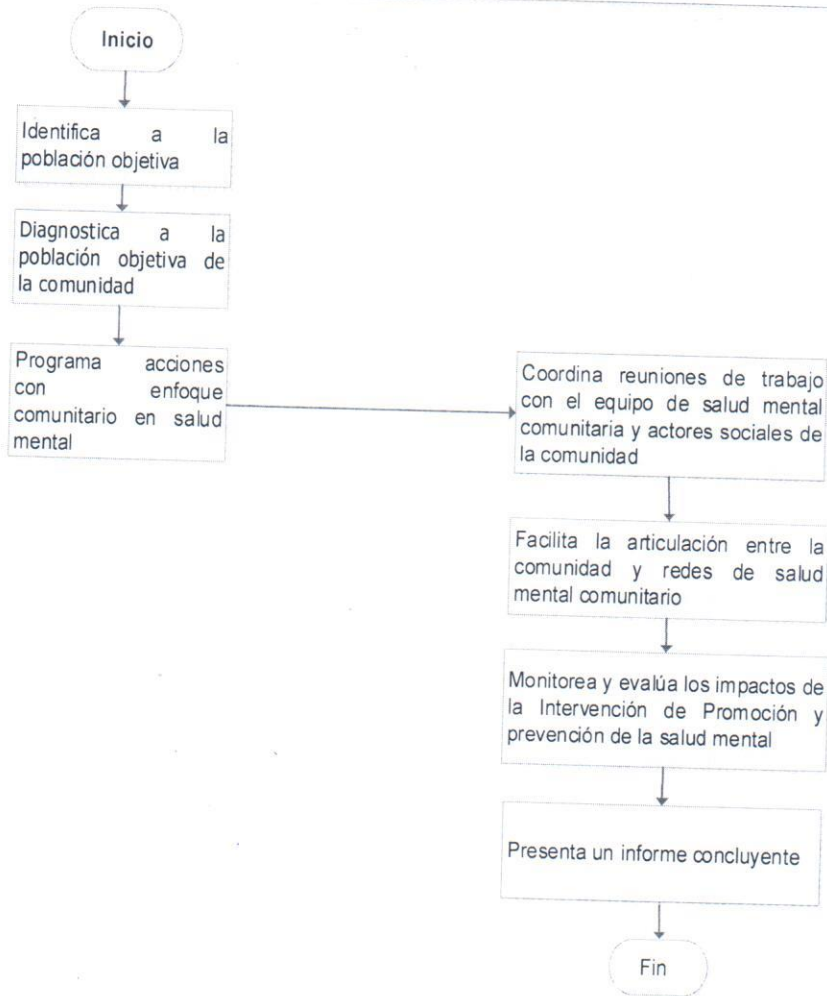 Inicio
Identifica a la
población objetiva
Diagnostica a la
población objetiva de
la comunidad
Programa acciones
con enfoque
comunitario en salud
mental
Coordina reuniones de trabajo
con el equipo de salud mental
comunitaria y actores sociales de
la comunidad
Facilita la articulación entre la
comunidad y redes de salud
mental comunitario
Monitorea y evalúa los impactos de
la Intervención de Promoción y
prevención de la salud mental
Presenta un informe concluyente
Fin